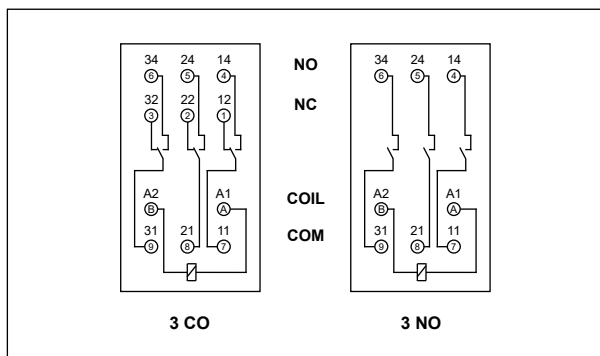 34 24 14 NO 34 24 14
6 5 4 6 5 4
32 22 12 NC
3 2 1
A2 A1 COIL A2 A1
B A B A
31 21 11 COM 31 21 11
9 8 7 9 8 7
3 CO 3 NO